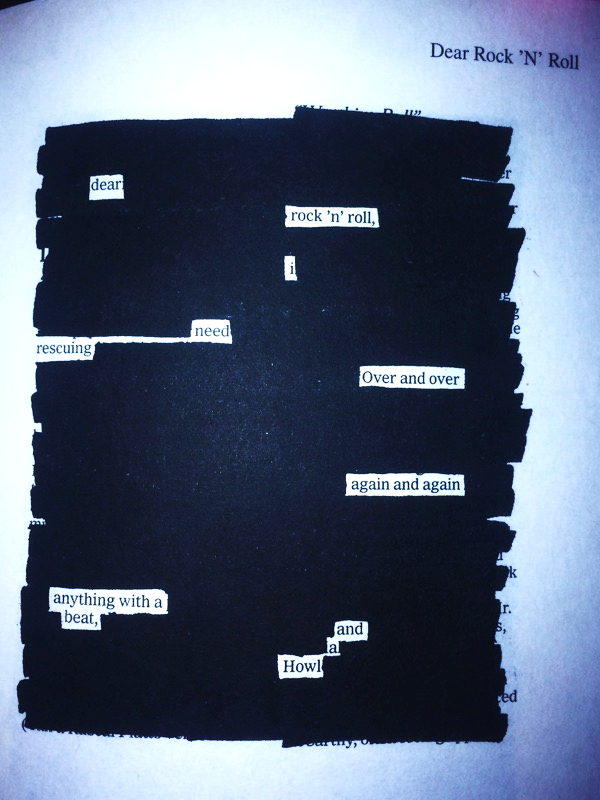 Dear Rock 'N' Roll
dear
rock 'n' roll,
i
need
rescuing
Over and over
again and again
anything with a
beat,
and
a
Howl